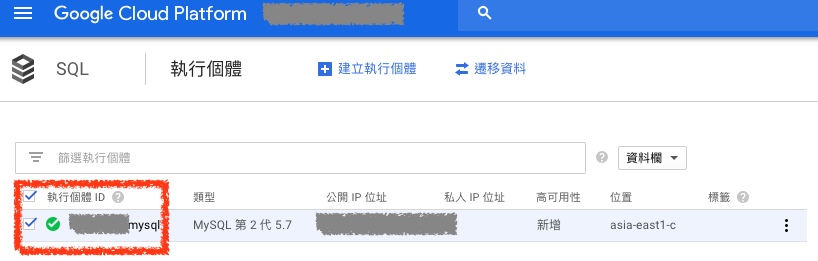 Google Cloud Platform
SQL 執行個體 建立執行個體 遷移資料
篩選執行個體 ? 資料欄
執行個體 ID ? 類型 公開 IP 位址 私人 IP 位址 高可用性 位置 標籤 ?
mysql MySQL 第 2 代 5.7 新增 asia-east1-c